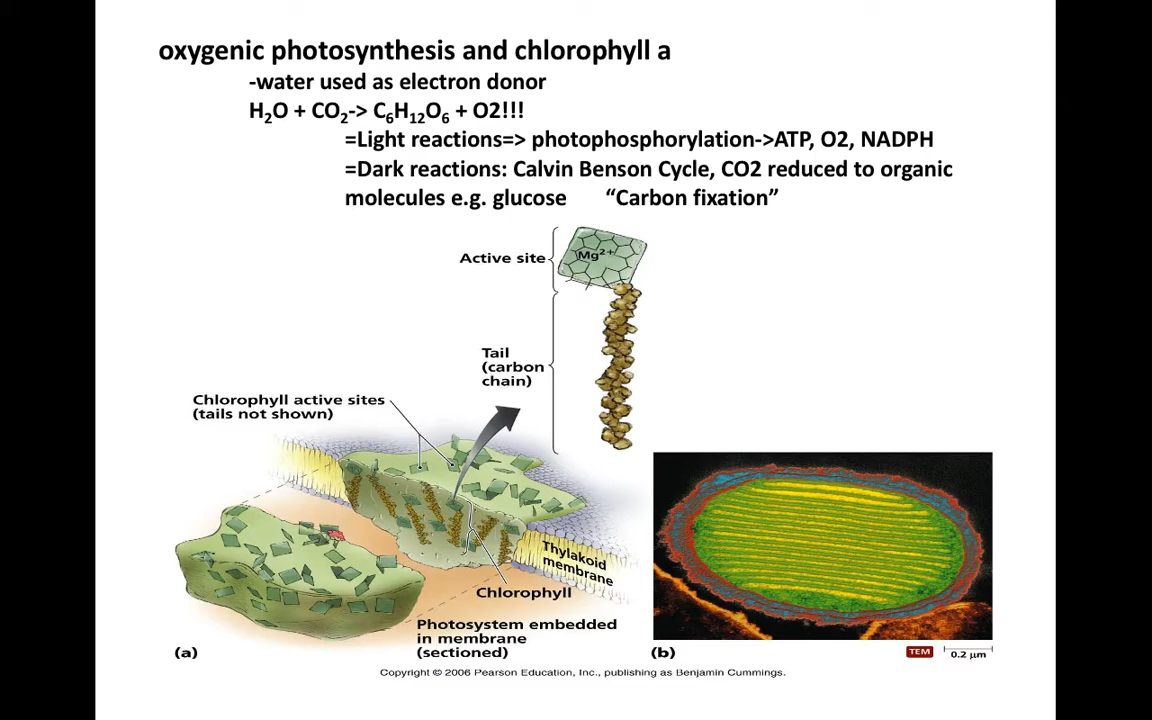 oxygenic photosynthesis and chlorophyll a
-water used as electron donor
H₂O + CO₂-> C₆H₁₂O₆ + O2!!!
=Light reactions=> photophosphorylation->ATP, O2, NADPH
=Dark reactions: Calvin Benson Cycle, CO2 reduced to organic
molecules e.g. glucose “Carbon fixation”
Active site
Mg²⁺
Tail
(carbon
chain)
Chlorophyll active sites
(tails not shown)
Thylakoid
membrane
Chlorophyll
Photosystem embedded
in membrane
(sectioned)
(a)
(b)
TEM
0.2 μm
Copyright © 2006 Pearson Education, Inc., publishing as Benjamin Cummings.